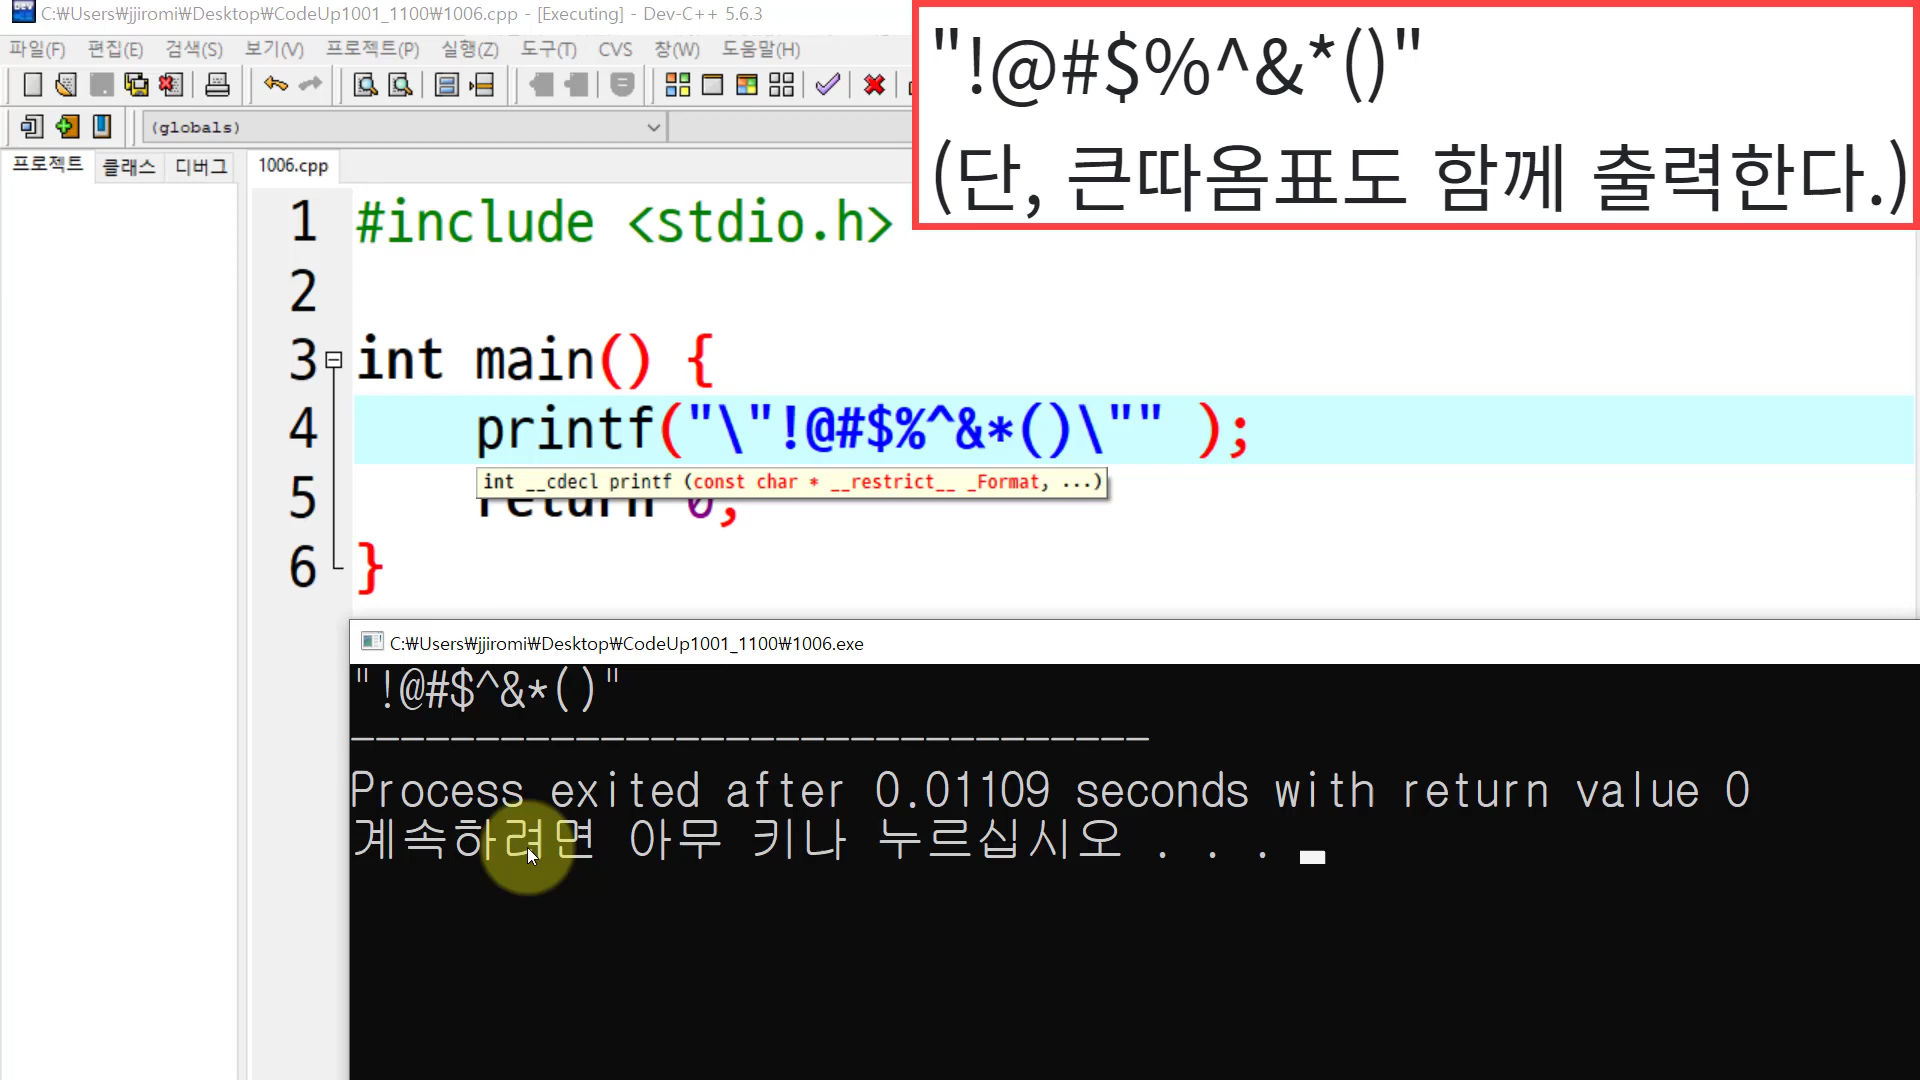 C:₩Users₩jjiromi₩Desktop₩CodeUp1001_1100₩1006.cpp - [Executing] - Dev-C++ 5.6.3
파일(F) 편집(E) 검색(S) 보기(V) 프로젝트(P) 실행(Z) 도구(T) CVS 창(W) 도움말(H)
"!@#$%^&*()"
(단, 큰따옴표도 함께 출력한다.)
(globals)
프로젝트 클래스 디버그 1006.cpp
1 #include <stdio.h>
2
3 int main() {
4 printf("\"!@#$%^&*()\"" );
int __cdecl printf (const char * __restrict__ _Format, ...)
5 return 0;
6 }
C:₩Users₩jjiromi₩Desktop₩CodeUp1001_1100₩1006.exe
"!@#$^&*()"
--------------------------------
Process exited after 0.01109 seconds with return value 0
계속하려면 아무 키나 누르십시오 . . .